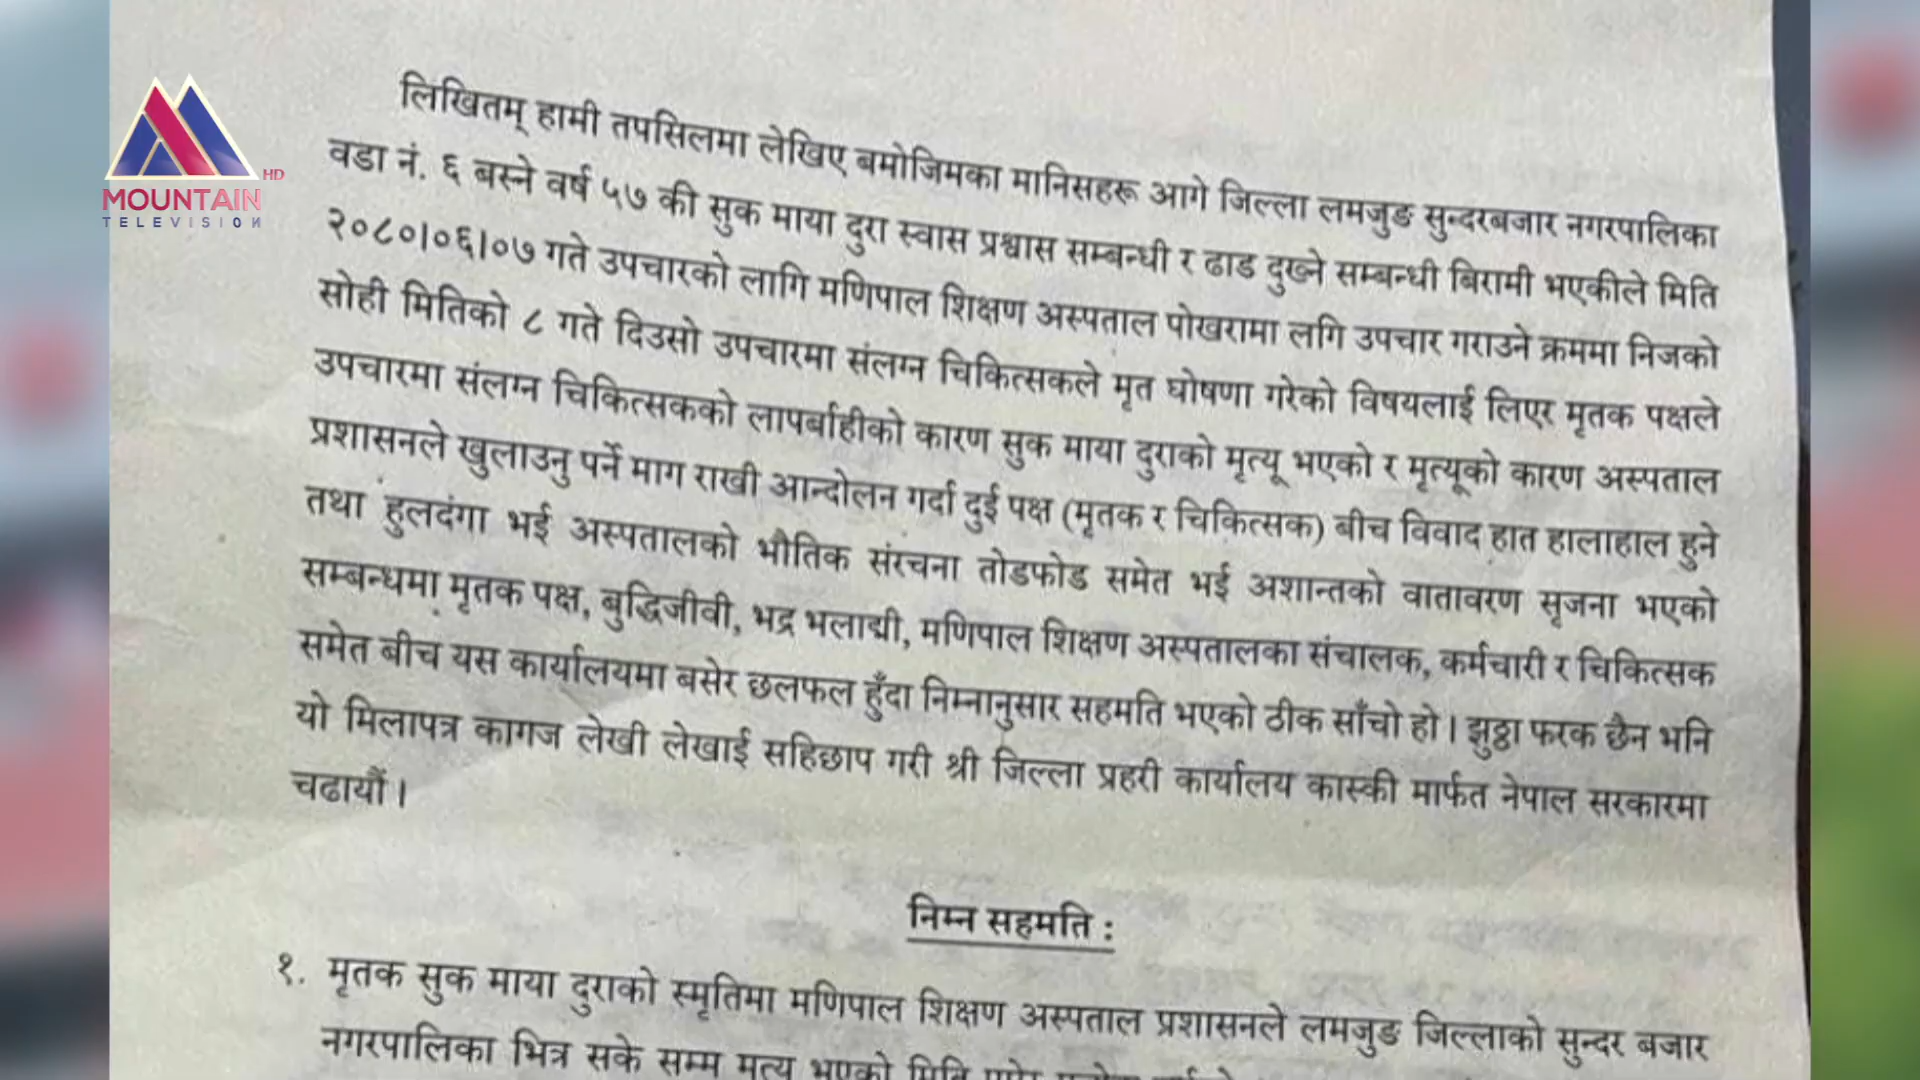 MOUNTAIN HD
TELEVISION
लिखितम् हामी तपसिलमा लेखिए बमोजिमका मानिसहरू आगे जिल्ला लमजुङ सुन्दरबजार नगरपालिका
वडा नं. ६ बस्ने वर्ष ५७ की सुक माया दुरा स्वास प्रश्वास सम्बन्धी र ढाड दुख्ने सम्बन्धी बिरामी भएकीले मिति
२०८०।०६।०७ गते उपचारको लागि मणिपाल शिक्षण अस्पताल पोखरामा लगि उपचार गराउने क्रममा निजको
सोही मितिको ८ गते दिउसो उपचारमा संलग्न चिकित्सकले मृत घोषणा गरेको विषयलाई लिएर मृतक पक्षले
उपचारमा संलग्न चिकित्सकको लापर्बाहीको कारण सुक माया दुराको मृत्यू भएको र मृत्यूको कारण अस्पताल
प्रशासनले खुलाउनु पर्ने माग राखी आन्दोलन गर्दा दुई पक्ष (मृतक र चिकित्सक) बीच विवाद हात हालाहाल हुने
तथा हुलदंगा भई अस्पतालको भौतिक संरचना तोडफोड समेत भई अशान्तको वातावरण सृजना भएको
सम्बन्धमा मृतक पक्ष, बुद्धिजीवी, भद्र भलाद्मी, मणिपाल शिक्षण अस्पतालका संचालक, कर्मचारी र चिकित्सक
समेत बीच यस कार्यालयमा बसेर छलफल हुँदा निम्नानुसार सहमति भएको ठीक साँचो हो। झुठ्ठा फरक छैन भनि
यो मिलापत्र कागज लेखी लेखाई सहिछाप गरी श्री जिल्ला प्रहरी कार्यालय कास्की मार्फत नेपाल सरकारमा
चढायौं।
निम्न सहमति :
१. मृतक सुक माया दुराको स्मृतिमा मणिपाल शिक्षण अस्पताल प्रशासनले लमजुङ जिल्लाको सुन्दर बजार
नगरपालिका भित्र सके सम्म मृत्यु भएको मिति